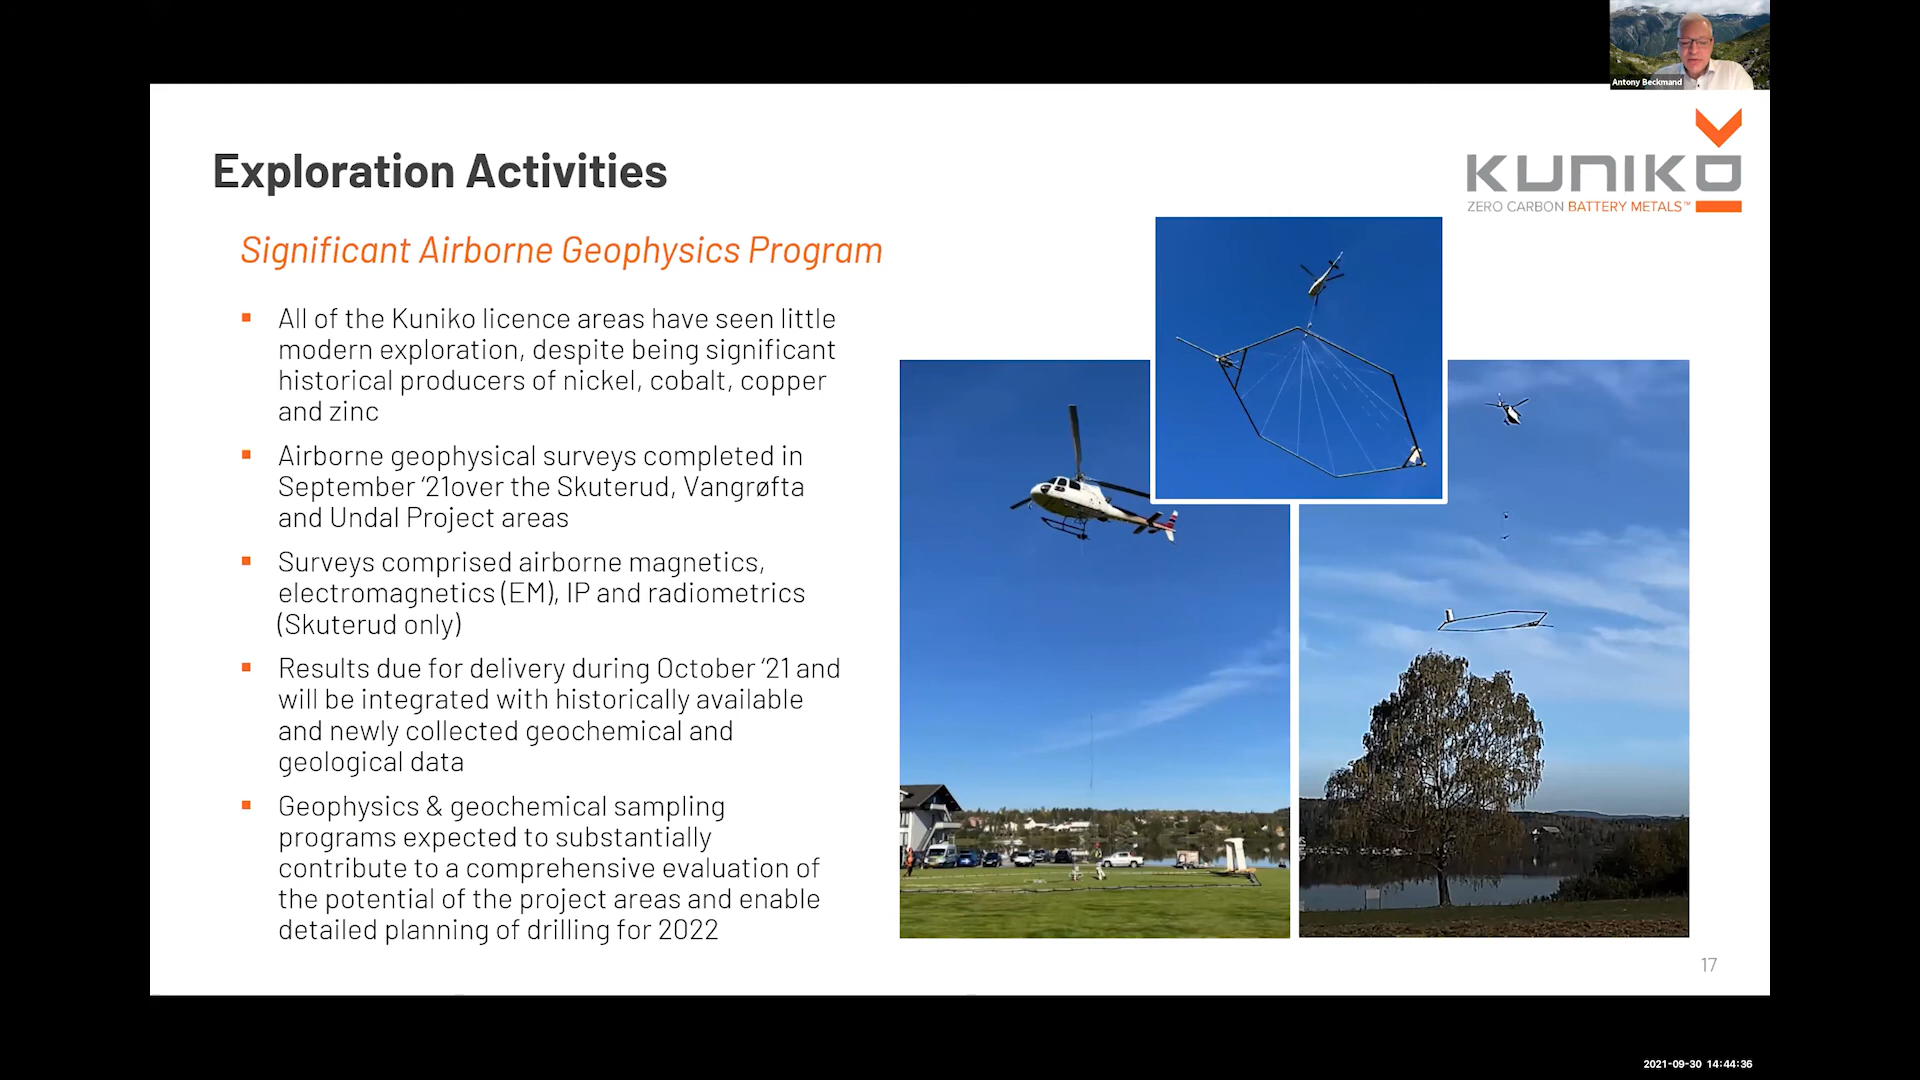 Antony Beckmand
Exploration Activities
KUNIKO
ZERO CARBON BATTERY METALS™
Significant Airborne Geophysics Program
▪ All of the Kuniko licence areas have seen little
modern exploration, despite being significant
historical producers of nickel, cobalt, copper
and zinc
▪ Airborne geophysical surveys completed in
September ‘21over the Skuterud, Vangrøfta
and Undal Project areas
▪ Surveys comprised airborne magnetics,
electromagnetics (EM), IP and radiometrics
(Skuterud only)
▪ Results due for delivery during October ‘21 and
will be integrated with historically available
and newly collected geochemical and
geological data
▪ Geophysics & geochemical sampling
programs expected to substantially
contribute to a comprehensive evaluation of
the potential of the project areas and enable
detailed planning of drilling for 2022
17
2021-09-30 14:44:36